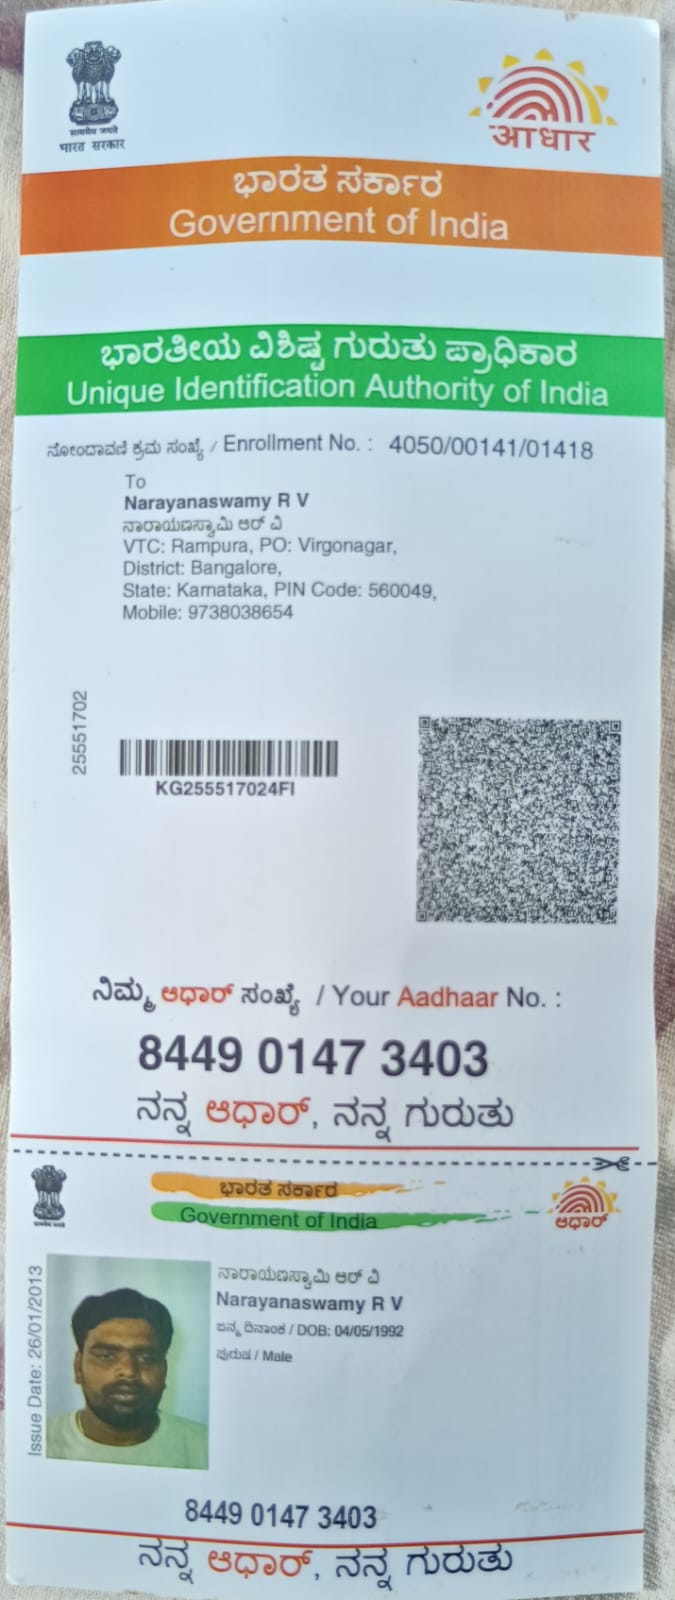 सत्यमेव जयते
भारत सरकार
आधार
ಭಾರತ ಸರ್ಕಾರ
Government of India
ಭಾರತೀಯ ವಿಶಿಷ್ಟ ಗುರುತು ಪ್ರಾಧಿಕಾರ
Unique Identification Authority of India
ನೋಂದಾವಣಿ ಕ್ರಮ ಸಂಖ್ಯೆ / Enrollment No. : 4050/00141/01418
To
Narayanaswamy R V
ನಾರಾಯಣಸ್ವಾಮಿ ಆರ್ ವಿ
VTC: Rampura, PO: Virgonagar,
District: Bangalore,
State: Karnataka, PIN Code: 560049,
Mobile: 9738038654
25551702
KG255517024FI
ನಿಮ್ಮ ಆಧಾರ್ ಸಂಖ್ಯೆ / Your Aadhaar No. :
8449 0147 3403
ನನ್ನ ಆಧಾರ್, ನನ್ನ ಗುರುತು
ಭಾರತ ಸರ್ಕಾರ
Government of India
ಆಧಾರ್
Issue Date: 26/01/2013
ನಾರಾಯಣಸ್ವಾಮಿ ಆರ್ ವಿ
Narayanaswamy R V
ಜನ್ಮ ದಿನಾಂಕ / DOB: 04/05/1992
ಪುರುಷ / Male
8449 0147 3403
ನನ್ನ ಆಧಾರ್, ನನ್ನ ಗುರುತು